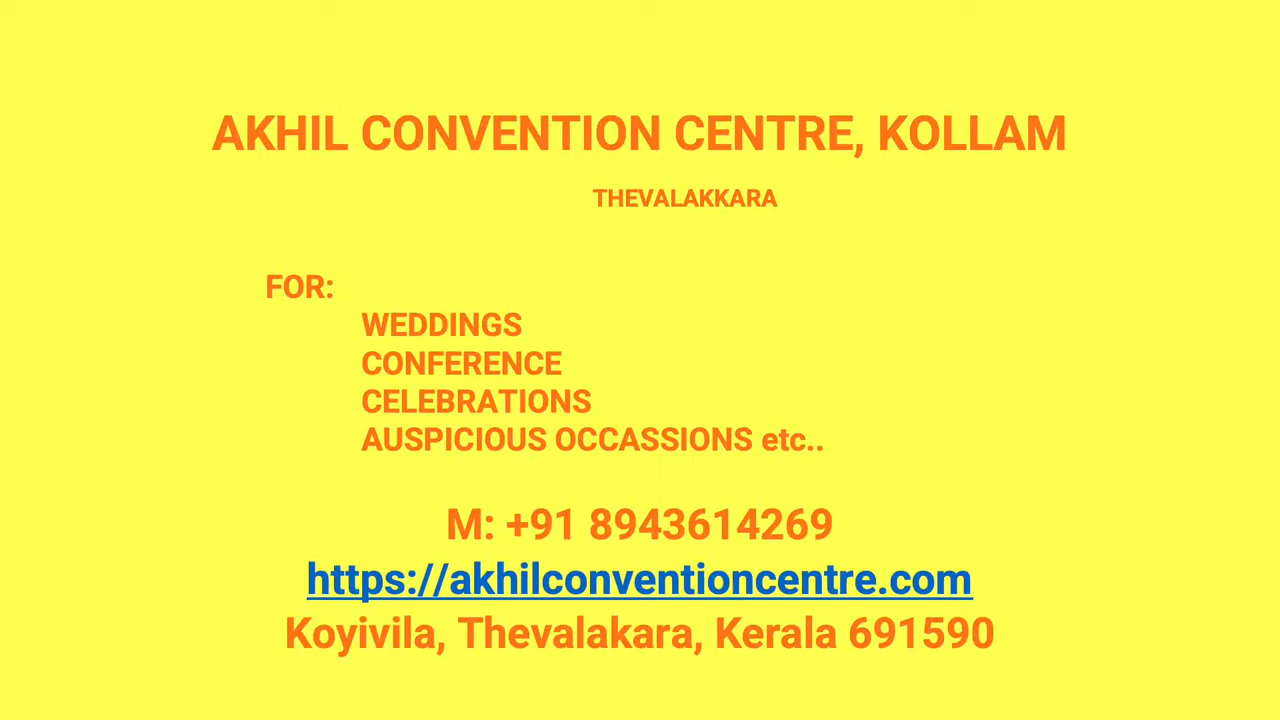 AKHIL CONVENTION CENTRE, KOLLAM
THEVALAKKARA
FOR:
WEDDINGS
CONFERENCE
CELEBRATIONS
AUSPICIOUS OCCASSIONS etc..
M: +91 8943614269
https://akhilconventioncentre.com
Koyivila, Thevalakara, Kerala 691590